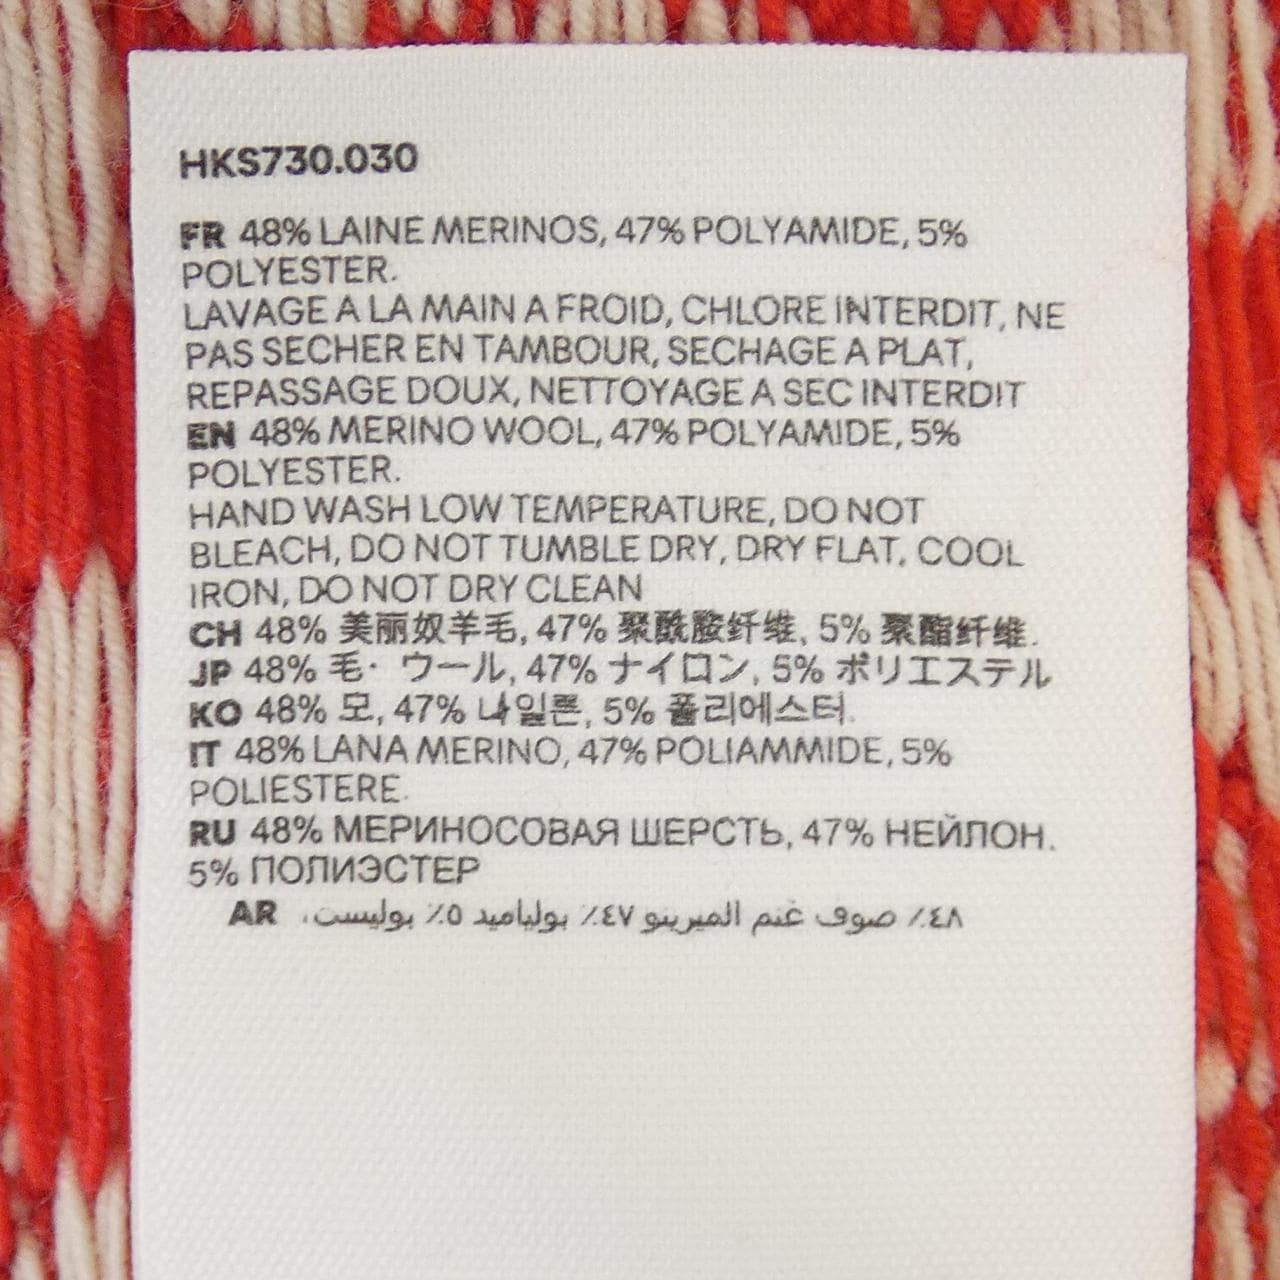 HKS730.030
FR 48% LAINE MERINOS, 47% POLYAMIDE, 5%
POLYESTER.
LAVAGE A LA MAIN A FROID, CHLORE INTERDIT, NE
PAS SECHER EN TAMBOUR, SECHAGE A PLAT,
REPASSAGE DOUX, NETTOYAGE A SEC INTERDIT
EN 48% MERINO WOOL, 47% POLYAMIDE, 5%
POLYESTER.
HAND WASH LOW TEMPERATURE, DO NOT
BLEACH, DO NOT TUMBLE DRY, DRY FLAT, COOL
IRON, DO NOT DRY CLEAN
CH 48% 美丽奴羊毛, 47% 聚酰胺纤维, 5% 聚酯纤维.
JP 48% 毛· ウール, 47% ナイロン, 5% ポリエステル
KO 48% 모, 47% 나일론, 5% 폴리에스터.
IT 48% LANA MERINO, 47% POLIAMMIDE, 5%
POLIESTERE.
RU 48% МЕРИНОСОВАЯ ШЕРСТЬ, 47% НЕЙЛОН.
5% ПОЛИЭСТЕР
AR ٤٨٪ صوف غنم الميرينو ٤٧٪ بولياميد ٥٪ بوليست،